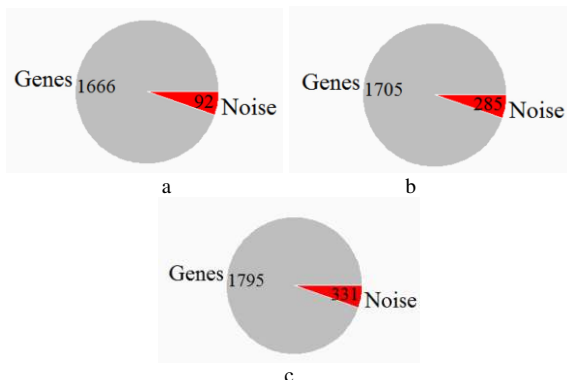 Genes 1666 92 Noise
Genes 1705 285 Noise
a b
Genes 1795 331 Noise
c